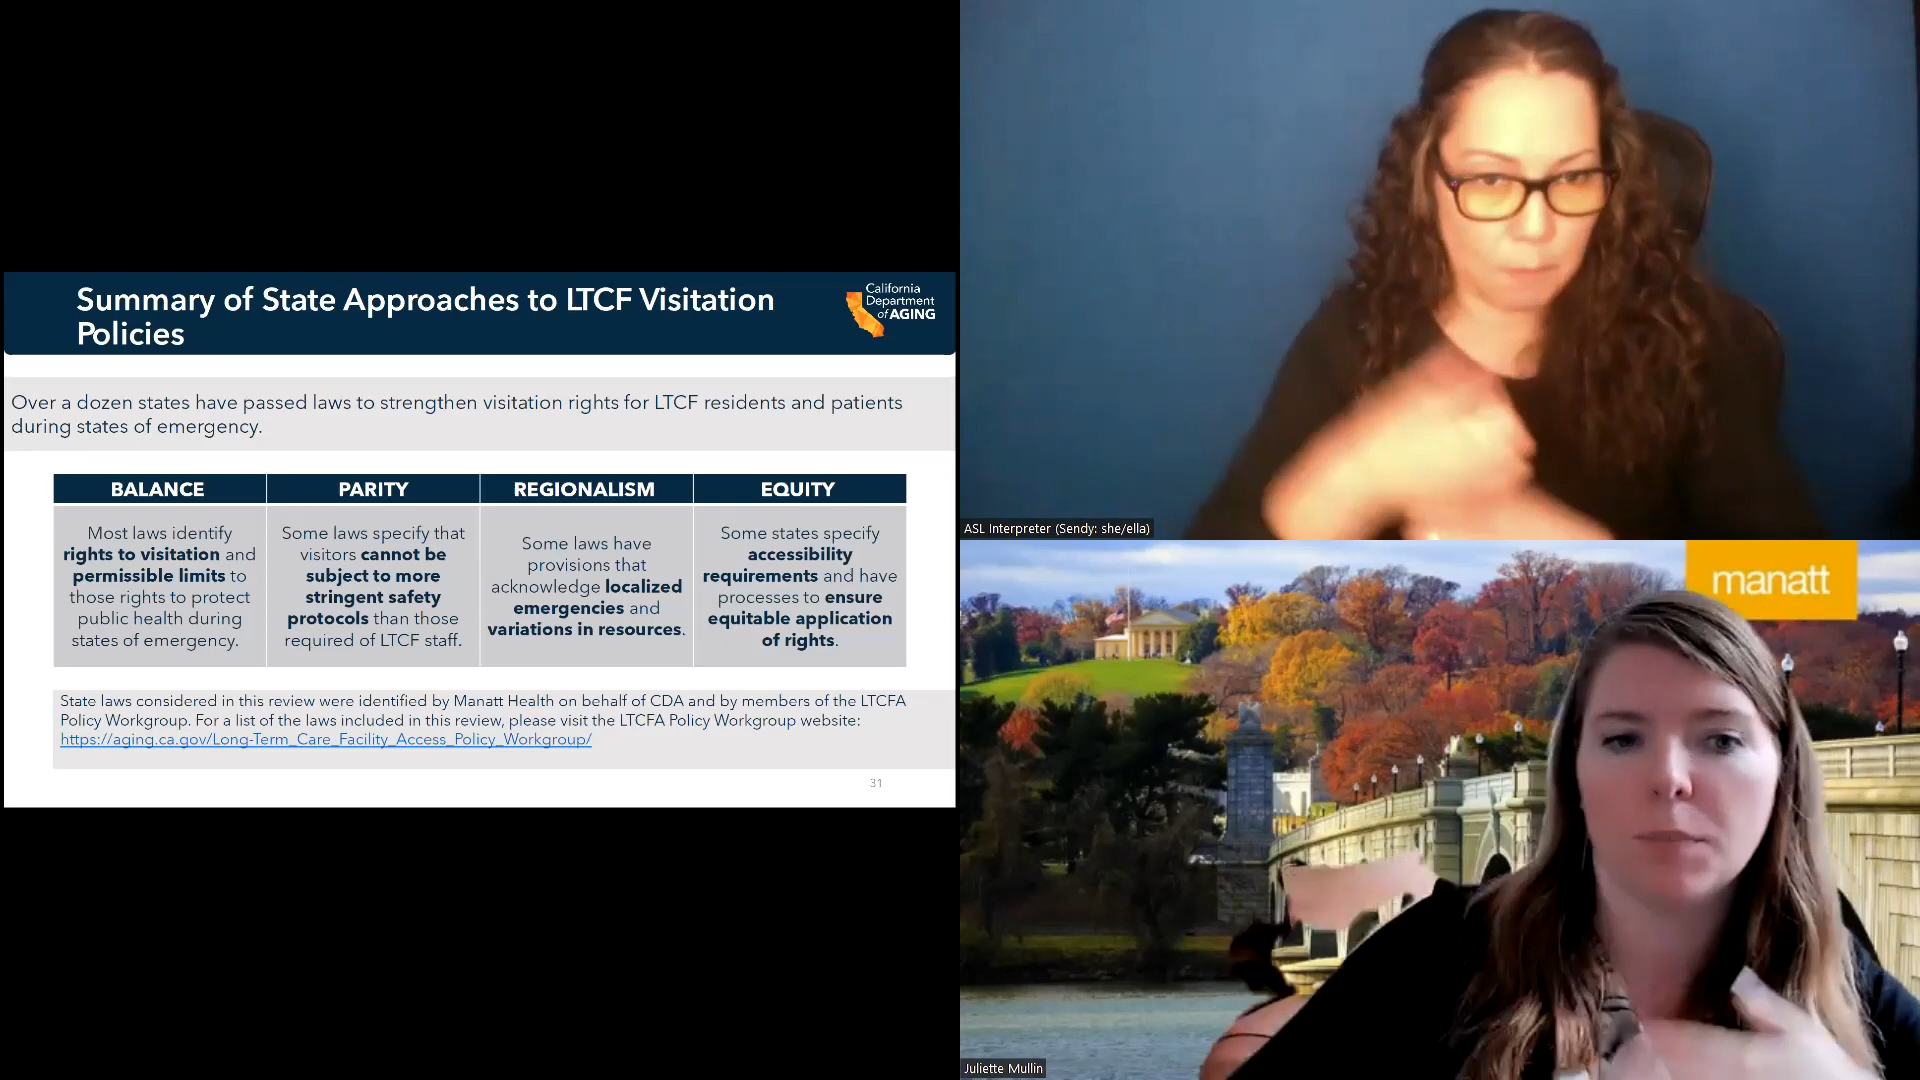 Summary of State Approaches to LTCF Visitation
Policies
California
Department
of AGING
Over a dozen states have passed laws to strengthen visitation rights for LTCF residents and patients
during states of emergency.
BALANCE
Most laws identify
rights to visitation and
permissible limits to
those rights to protect
public health during
states of emergency.
PARITY
Some laws specify that
visitors cannot be
subject to more
stringent safety
protocols than those
required of LTCF staff.
REGIONALISM
Some laws have
provisions that
acknowledge localized
emergencies and
variations in resources.
EQUITY
Some states specify
accessibility
requirements and have
processes to ensure
equitable application
of rights.
State laws considered in this review were identified by Manatt Health on behalf of CDA and by members of the LTCFA
Policy Workgroup. For a list of the laws included in this review, please visit the LTCFA Policy Workgroup website:
https://aging.ca.gov/Long-Term_Care_Facility_Access_Policy_Workgroup/
31
ASL Interpreter (Sendy: she/ella)
manatt
Juliette Mullin